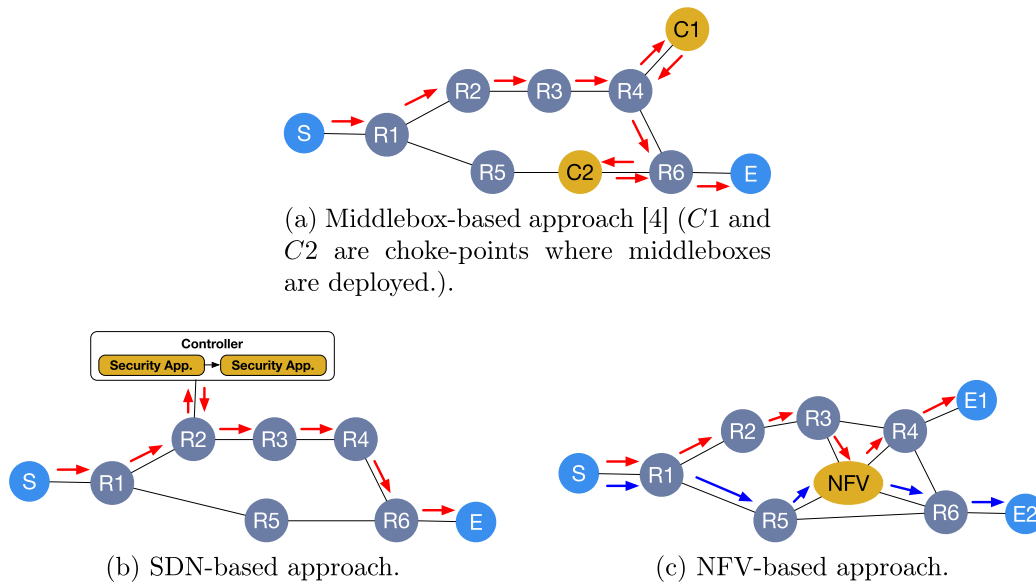 C1
R2 R3 R4
S R1
R5 C2 R6 E
(a) Middlebox-based approach [4] (C1 and
C2 are choke-points where middleboxes
are deployed.).
Controller
Security App. Security App.
R2 R3 R4
S R1
R5 R6 E
(b) SDN-based approach.
E1
R3
R2 R4
S R1 NFV
R5 R6 E2
(c) NFV-based approach.